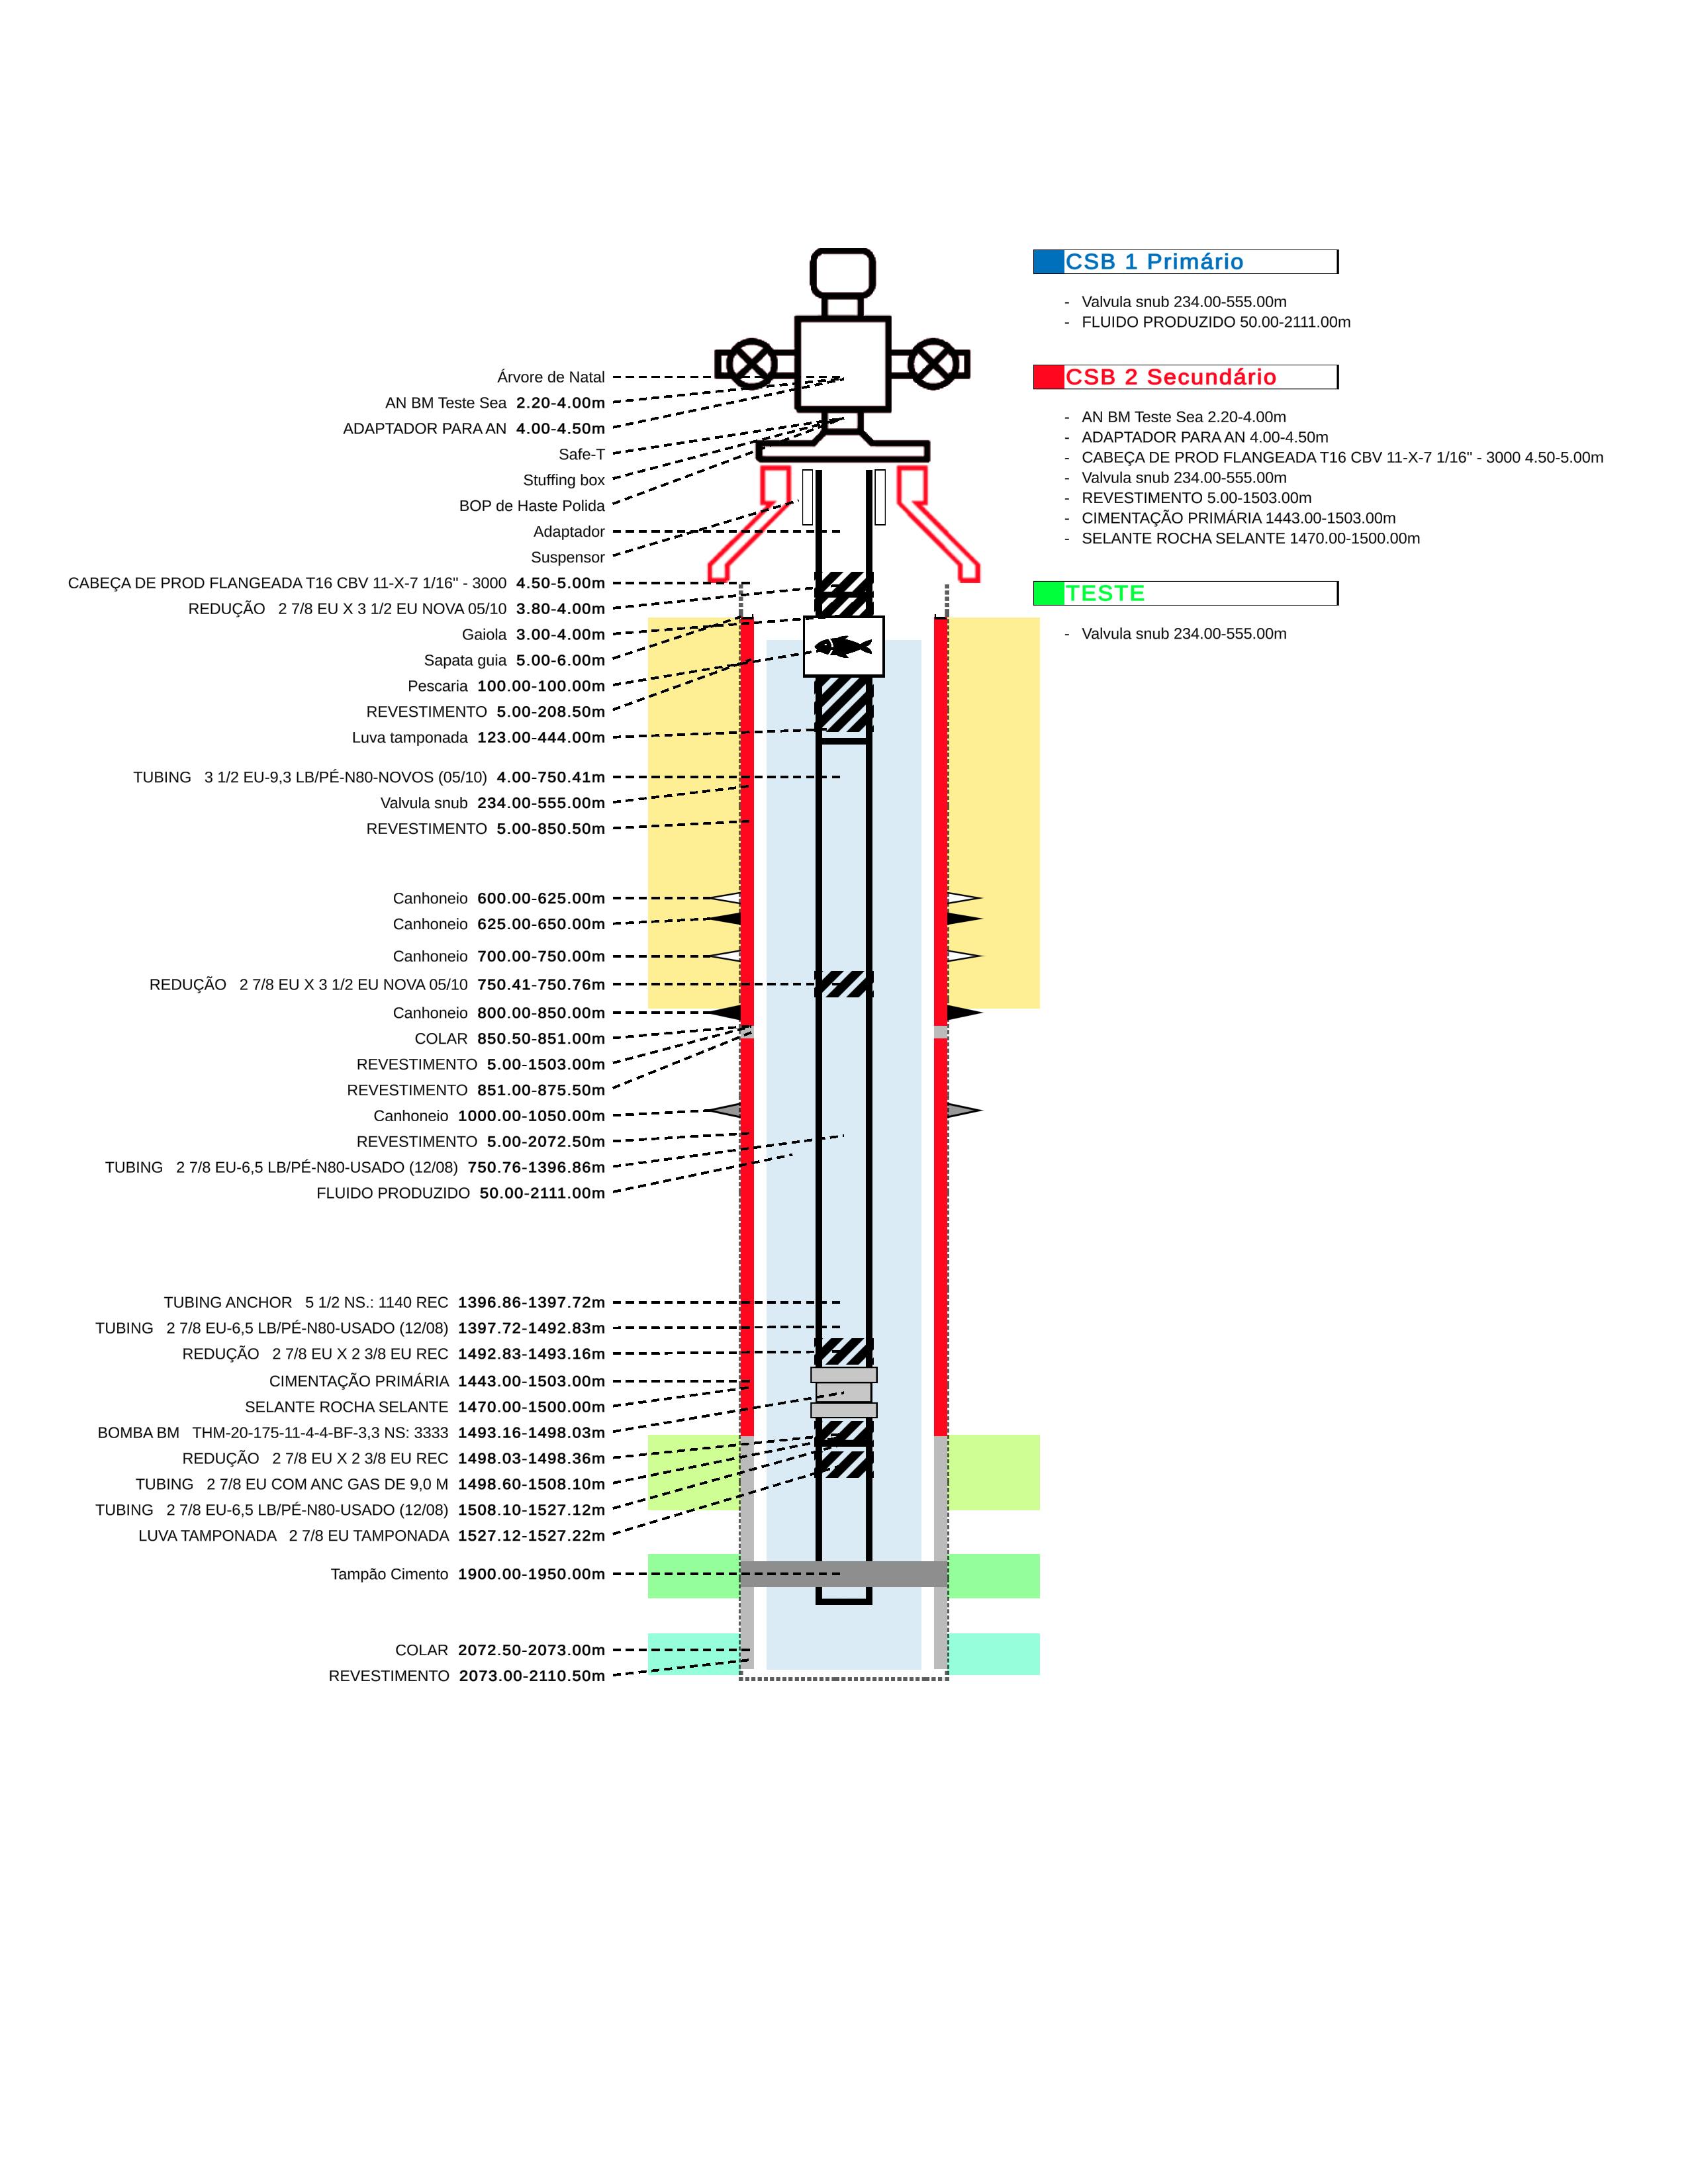 Árvore de Natal
AN BM Teste Sea 2.20-4.00m
ADAPTADOR PARA AN 4.00-4.50m
Safe-T
Stuffing box
BOP de Haste Polida
Adaptador
Suspensor
CABEÇA DE PROD FLANGEADA T16 CBV 11-X-7 1/16" - 3000 4.50-5.00m
REDUÇÃO 2 7/8 EU X 3 1/2 EU NOVA 05/10 3.80-4.00m
Gaiola 3.00-4.00m
Sapata guia 5.00-6.00m
Pescaria 100.00-100.00m
REVESTIMENTO 5.00-208.50m
Luva tamponada 123.00-444.00m
TUBING 3 1/2 EU-9,3 LB/PÉ-N80-NOVOS (05/10) 4.00-750.41m
Valvula snub 234.00-555.00m
REVESTIMENTO 5.00-850.50m
Canhoneio 600.00-625.00m
Canhoneio 625.00-650.00m
Canhoneio 700.00-750.00m
REDUÇÃO 2 7/8 EU X 3 1/2 EU NOVA 05/10 750.41-750.76m
Canhoneio 800.00-850.00m
COLAR 850.50-851.00m
REVESTIMENTO 5.00-1503.00m
REVESTIMENTO 851.00-875.50m
Canhoneio 1000.00-1050.00m
REVESTIMENTO 5.00-2072.50m
TUBING 2 7/8 EU-6,5 LB/PÉ-N80-USADO (12/08) 750.76-1396.86m
FLUIDO PRODUZIDO 50.00-2111.00m
TUBING ANCHOR 5 1/2 NS.: 1140 REC 1396.86-1397.72m
TUBING 2 7/8 EU-6,5 LB/PÉ-N80-USADO (12/08) 1397.72-1492.83m
REDUÇÃO 2 7/8 EU X 2 3/8 EU REC 1492.83-1493.16m
CIMENTAÇÃO PRIMÁRIA 1443.00-1503.00m
SELANTE ROCHA SELANTE 1470.00-1500.00m
BOMBA BM THM-20-175-11-4-4-BF-3,3 NS: 3333 1493.16-1498.03m
REDUÇÃO 2 7/8 EU X 2 3/8 EU REC 1498.03-1498.36m
TUBING 2 7/8 EU COM ANC GAS DE 9,0 M 1498.60-1508.10m
TUBING 2 7/8 EU-6,5 LB/PÉ-N80-USADO (12/08) 1508.10-1527.12m
LUVA TAMPONADA 2 7/8 EU TAMPONADA 1527.12-1527.22m
Tampão Cimento 1900.00-1950.00m
COLAR 2072.50-2073.00m
REVESTIMENTO 2073.00-2110.50m
CSB 1 Primário
- Valvula snub 234.00-555.00m
- FLUIDO PRODUZIDO 50.00-2111.00m
CSB 2 Secundário
- AN BM Teste Sea 2.20-4.00m
- ADAPTADOR PARA AN 4.00-4.50m
- CABEÇA DE PROD FLANGEADA T16 CBV 11-X-7 1/16" - 3000 4.50-5.00m
- Valvula snub 234.00-555.00m
- REVESTIMENTO 5.00-1503.00m
- CIMENTAÇÃO PRIMÁRIA 1443.00-1503.00m
- SELANTE ROCHA SELANTE 1470.00-1500.00m
TESTE
- Valvula snub 234.00-555.00m